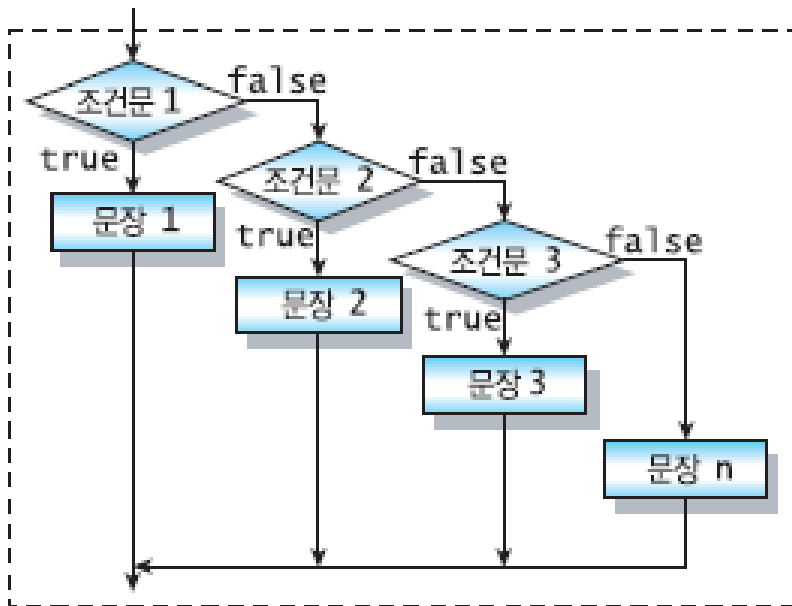 조건문 1
false
true
문장 1
조건문 2
false
true
문장 2
조건문 3
false
true
문장 3
문장 n